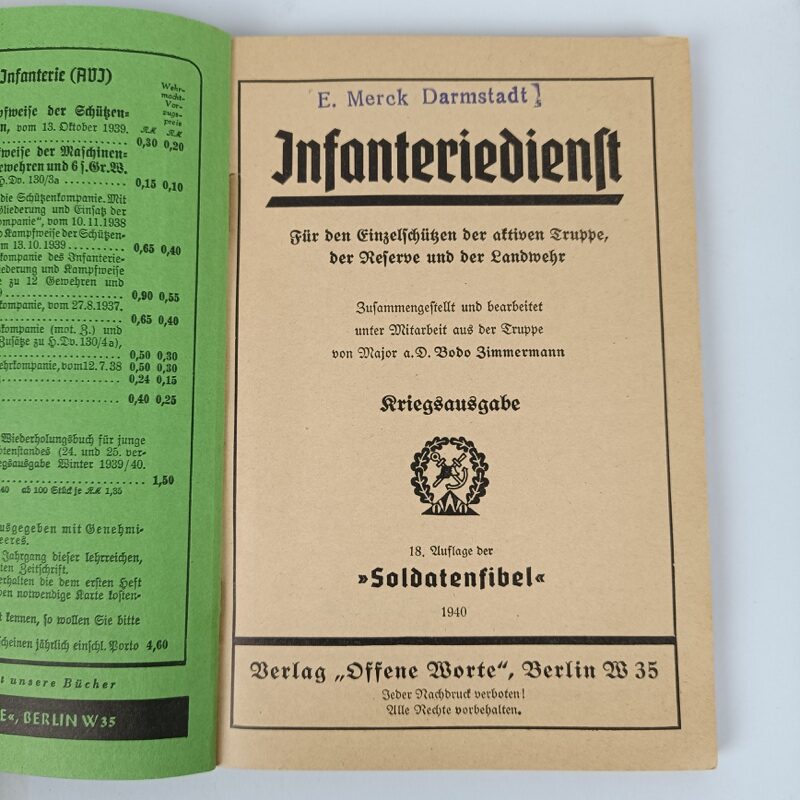 Infanterie (AVI)
Wehr-
macht-
Vor-
zugs-
preis
RM RM
pfweise der Schützen-
n, vom 13. Oktober 1939.
0,30 0,20
weise der Maschinen-
ewehren und 6 s.Gr.W.
H.Dv. 130/3a 0,15 0,10
die Schützenkompanie. Mit
Gliederung und Einsatz der
ompanie“, vom 10.11.1938
Kampfweise der Schützen-
m 13.10.1939 0,65 0,40
kompanie des Infanterie-
iederung und Kampfweise
e zu 12 Gewehren und
0,90 0,55
kompanie, vom 27.8.1937.
0,65 0,40
kompanie (mot. Z.) und
Zusätze zu H.Dv. 130/4a),
0,50 0,30
ehrkompanie, vom 12.7.38 0,50 0,30
0,24 0,15
0,40 0,25
Wiederholungsbuch für junge
tenstandes (24. und 25. ver-
egsausgabe Winter 1939/40.
1,50
40 ab 100 Stück je RM 1,35
usgegeben mit Genehmi-
eeres.
Jahrgang dieser lehrreichen,
ten Zeitschrift.
erhalten die dem ersten Heft
en notwendige Karte kosten-
t kennen, so wollen Sie bitte
scheinen jährlich einschl. Porto 4,60
t unsere Bücher
E«, BERLIN W 35
E. Merck Darmstadt
Infanteriedienst
Für den Einzelschützen der aktiven Truppe,
der Reserve und der Landwehr
Zusammengestellt und bearbeitet
unter Mitarbeit aus der Truppe
von Major a.D. Bodo Zimmermann
Kriegsausgabe
18. Auflage der
»Soldatenfibel«
1940
Verlag „Offene Worte“, Berlin W 35
Jeder Nachdruck verboten!
Alle Rechte vorbehalten.